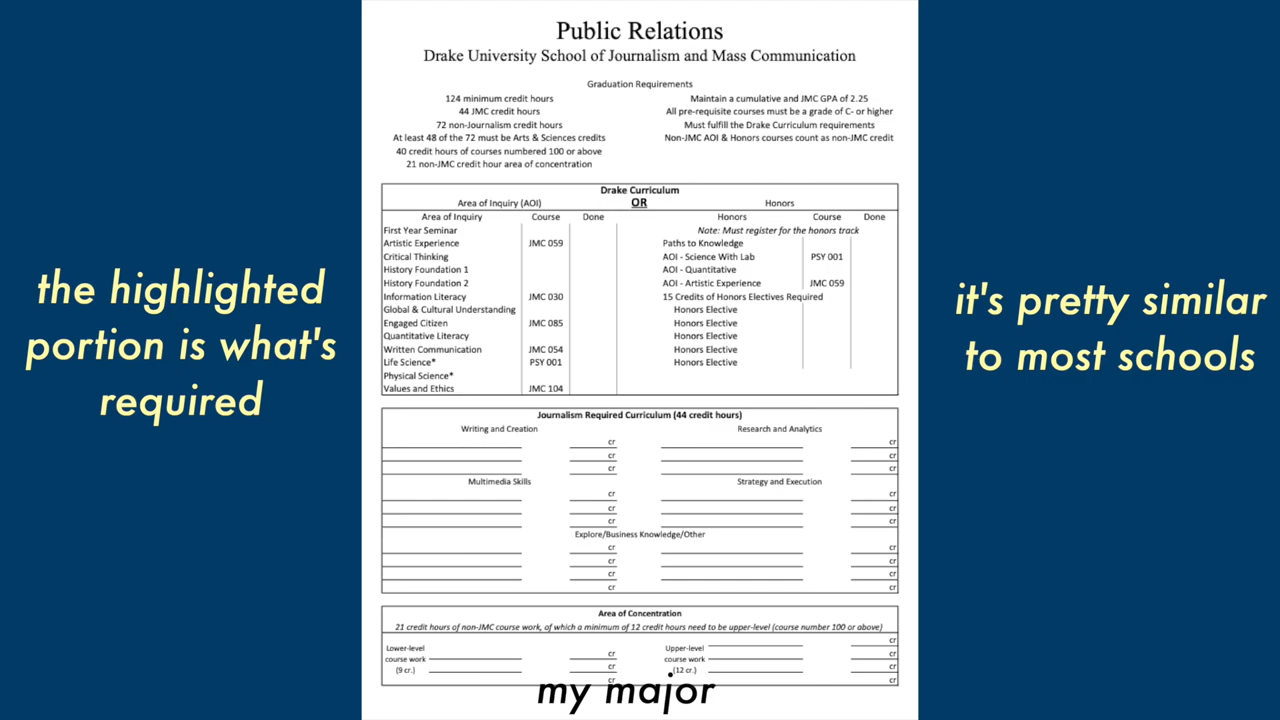 Public Relations
Drake University School of Journalism and Mass Communication
Graduation Requirements
124 minimum credit hours
44 JMC credit hours
72 non-Journalism credit hours
At least 48 of the 72 must be Arts & Sciences credits
40 credit hours of courses numbered 100 or above
21 non-JMC credit hour area of concentration
Maintain a cumulative and JMC GPA of 2.25
All pre-requisite courses must be a grade of C- or higher
Must fulfill the Drake Curriculum requirements
Non-JMC AOI & Honors courses count as non-JMC credit
the highlighted
portion is what's
required
Drake Curriculum
Area of Inquiry (AOI) OR Honors
Area of Inquiry Course Done
First Year Seminar
Artistic Experience JMC 059
Critical Thinking
History Foundation 1
History Foundation 2
Information Literacy JMC 030
Global & Cultural Understanding
Engaged Citizen JMC 085
Quantitative Literacy
Written Communication JMC 054
Life Science* PSY 001
Physical Science*
Values and Ethics JMC 104
Honors Course Done
Note: Must register for the honors track
Paths to Knowledge
AOI - Science With Lab PSY 001
AOI - Quantitative
AOI - Artistic Experience JMC 059
15 Credits of Honors Electives Required
Honors Elective
Honors Elective
Honors Elective
Honors Elective
Honors Elective
it's pretty similar
to most schools
Journalism Required Curriculum (44 credit hours)
Writing and Creation Research and Analytics
cr cr
cr cr
cr cr
Multimedia Skills Strategy and Execution
cr cr
cr cr
cr cr
Explore/Business Knowledge/Other
cr cr
cr cr
cr cr
cr cr
Area of Concentration
21 credit hours of non-JMC course work, of which a minimum of 12 credit hours need to be upper-level (course number 100 or above)
cr
Lower-level Upper-level
course work cr course work cr
(9 cr.) cr (12 cr.) cr
cr cr
my major